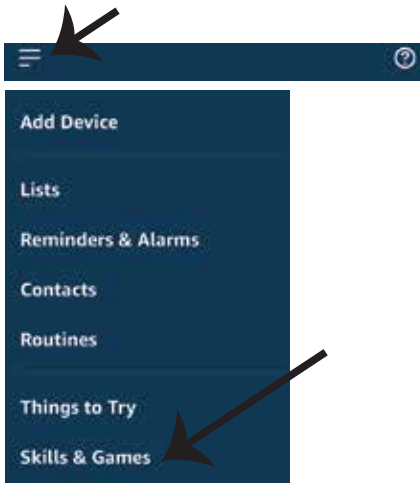 Add Device
Lists
Reminders & Alarms
Contacts
Routines
Things to Try
Skills & Games